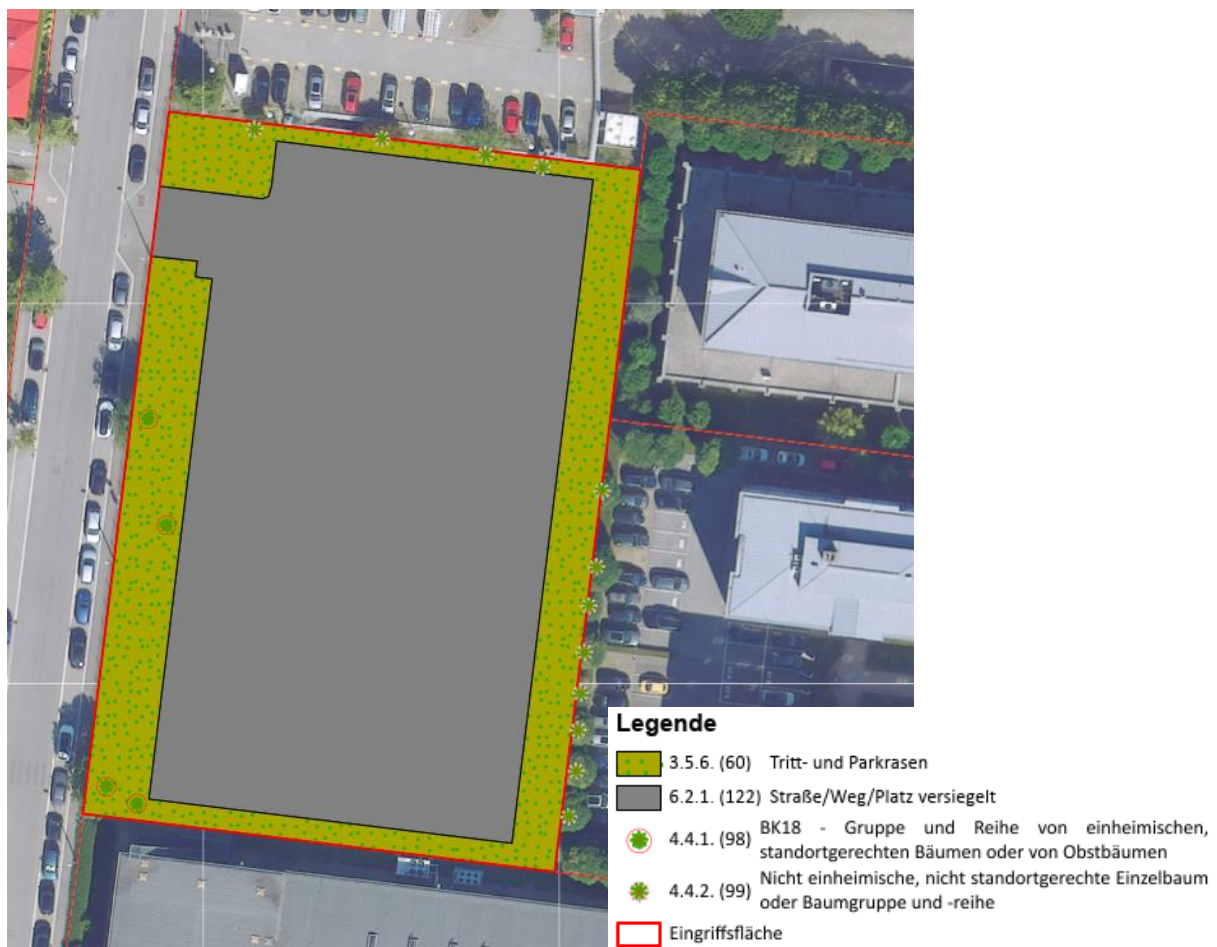 Legende
3.5.6. (60) Tritt- und Parkrasen
6.2.1. (122) Straße/Weg/Platz versiegelt
4.4.1. (98) BK18 - Gruppe und Reihe von einheimischen,
standortgerechten Bäumen oder von Obstbäumen
4.4.2. (99) Nicht einheimische, nicht standortgerechte Einzelbaum
oder Baumgruppe und -reihe
Eingriffsfläche